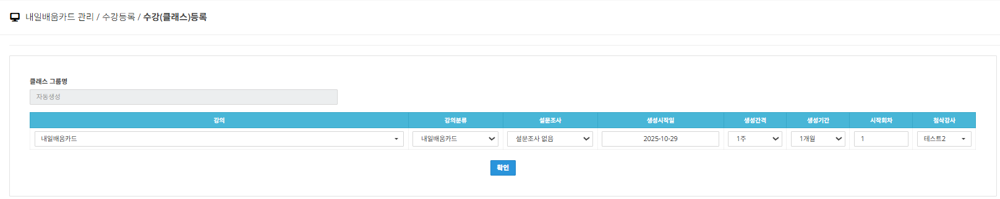 내일배움카드 관리 / 수강등록 / 수강(클래스)등록
클래스 그룹명
자동생성
강의 강의분류 설문조사 생성시작일 생성간격 생성기간 시작회차 첨삭강사
내일배움카드 내일배움카드 설문조사 없음 2025-10-29 1주 1개월 1 테스트2
확인